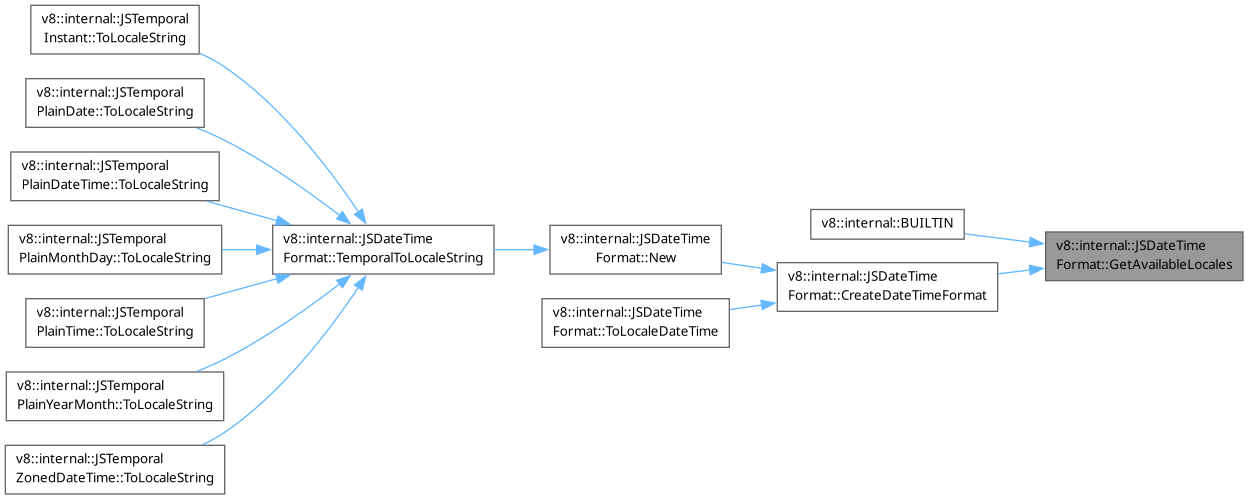 v8::internal::JSTemporal
Instant::ToLocaleString
v8::internal::JSTemporal
PlainDate::ToLocaleString
v8::internal::JSTemporal
PlainDateTime::ToLocaleString
v8::internal::JSTemporal
PlainMonthDay::ToLocaleString
v8::internal::JSTemporal
PlainTime::ToLocaleString
v8::internal::JSTemporal
PlainYearMonth::ToLocaleString
v8::internal::JSTemporal
ZonedDateTime::ToLocaleString
v8::internal::JSDateTime
Format::TemporalToLocaleString
v8::internal::JSDateTime
Format::New
v8::internal::JSDateTime
Format::ToLocaleDateTime
v8::internal::BUILTIN
v8::internal::JSDateTime
Format::CreateDateTimeFormat
v8::internal::JSDateTime
Format::GetAvailableLocales